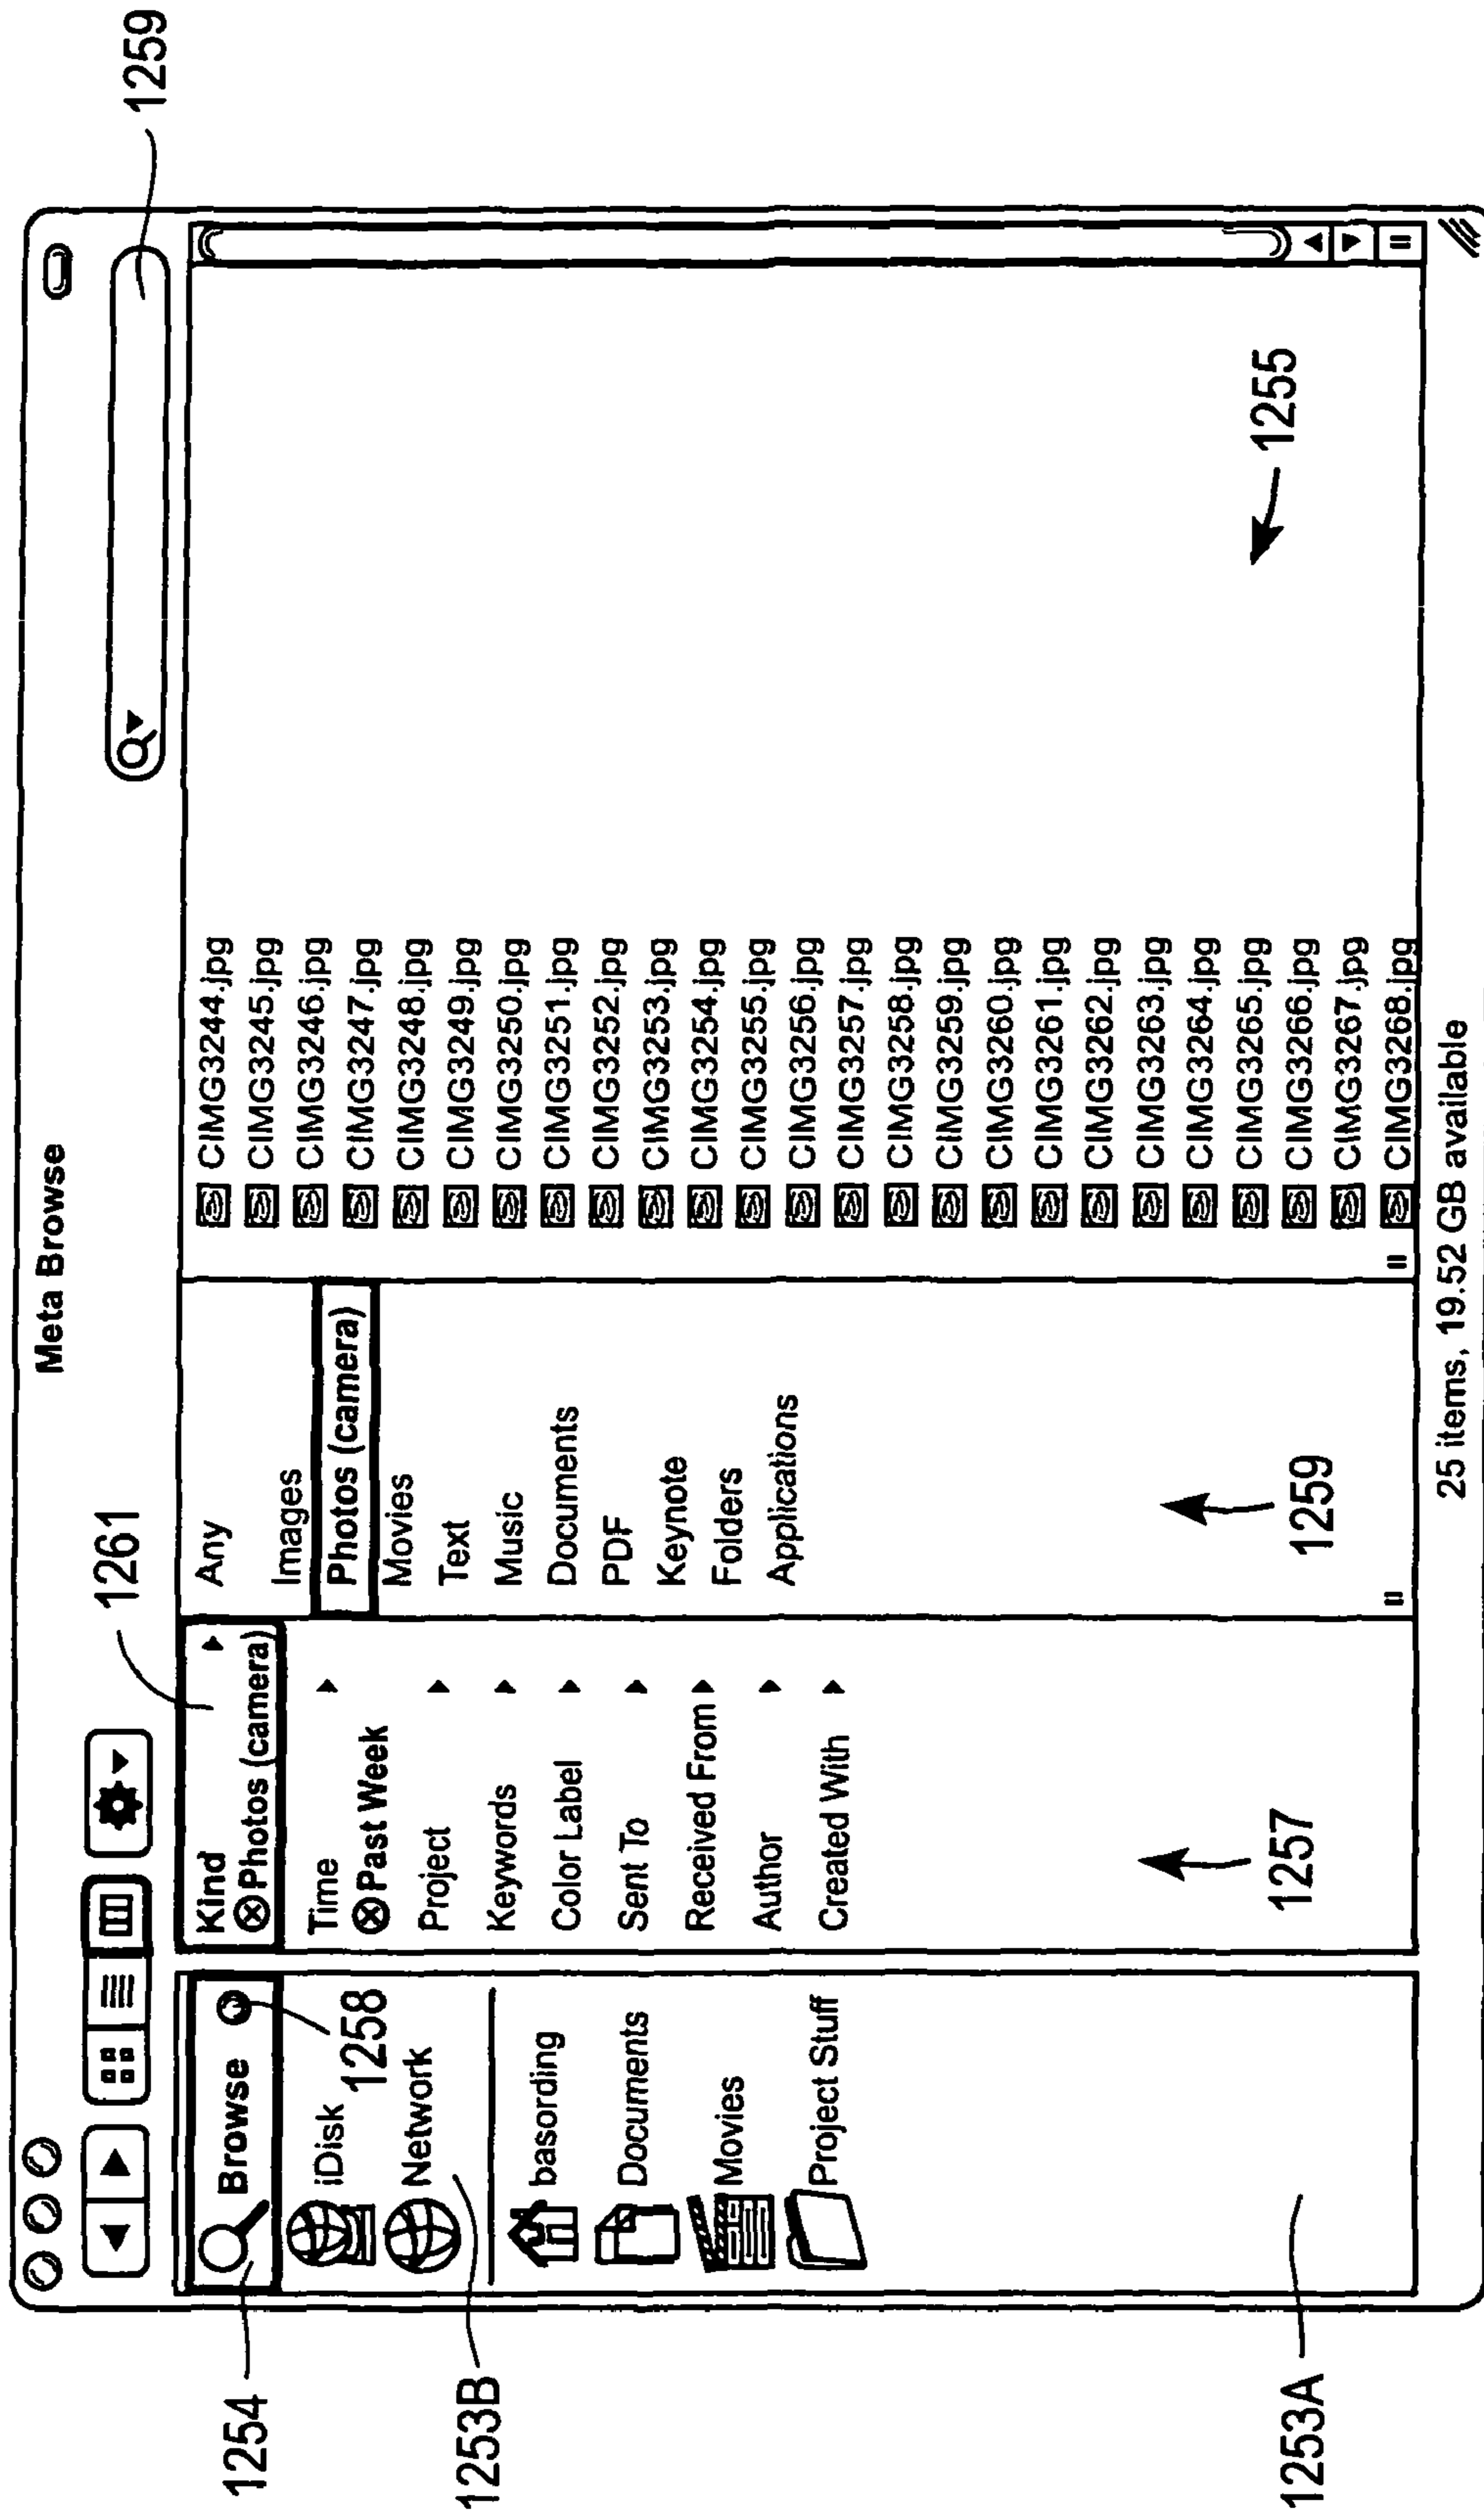 Meta Browse
1259
1261
1254
Browse
1258
iDisk
Network
1253B
basording
Documents
Movies
Project Stuff
1253A
Kind
Photos (camera)
Time
Past Week
Project
Keywords
Color Label
Sent To
Received From
Author
Created With
1257
Any
Images
Photos (camera)
Movies
Text
Music
Documents
PDF
Keynote
Folders
Applications
1259
CIMG3244.jpg
CIMG3245.jpg
CIMG3246.jpg
CIMG3247.jpg
CIMG3248.jpg
CIMG3249.jpg
CIMG3250.jpg
CIMG3251.jpg
CIMG3252.jpg
CIMG3253.jpg
CIMG3254.jpg
CIMG3255.jpg
CIMG3256.jpg
CIMG3257.jpg
CIMG3258.jpg
CIMG3259.jpg
CIMG3260.jpg
CIMG3261.jpg
CIMG3262.jpg
CIMG3263.jpg
CIMG3264.jpg
CIMG3265.jpg
CIMG3266.jpg
CIMG3267.jpg
CIMG3268.jpg
1255
25 items, 19.52 GB available